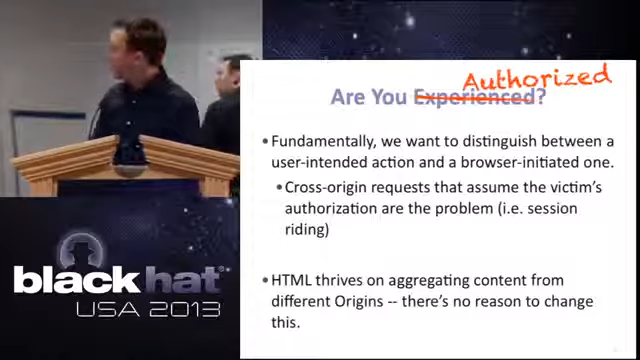 Authorized
Are You Experienced?
•Fundamentally, we want to distinguish between a
user-intended action and a browser-initiated one.
•Cross-origin requests that assume the victim's
authorization are the problem (i.e. session
riding)
•HTML thrives on aggregating content from
different Origins -- there's no reason to change
this.
black hat®
USA 2013